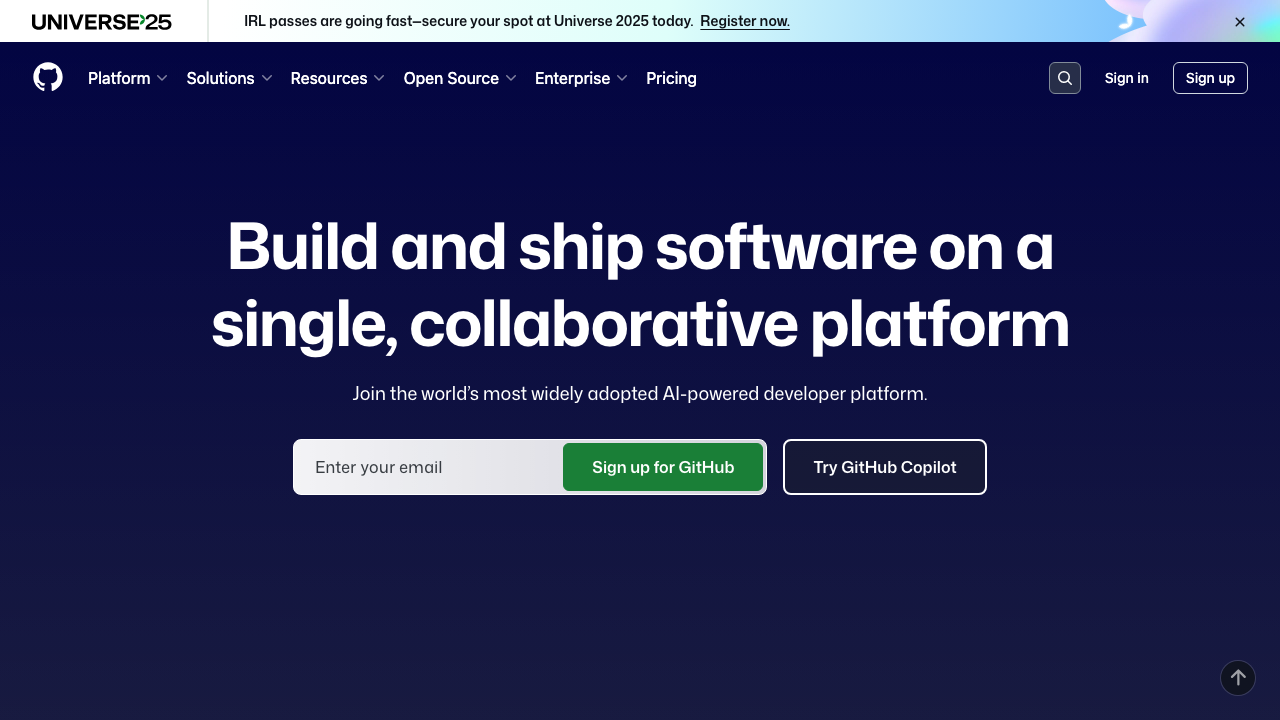 UNIVERSE'25
IRL passes are going fast—secure your spot at Universe 2025 today. Register now.
Platform
Solutions
Resources
Open Source
Enterprise
Pricing
Sign in
Sign up
Build and ship software on a
single, collaborative platform
Join the world’s most widely adopted AI-powered developer platform.
Enter your email
Sign up for GitHub
Try GitHub Copilot